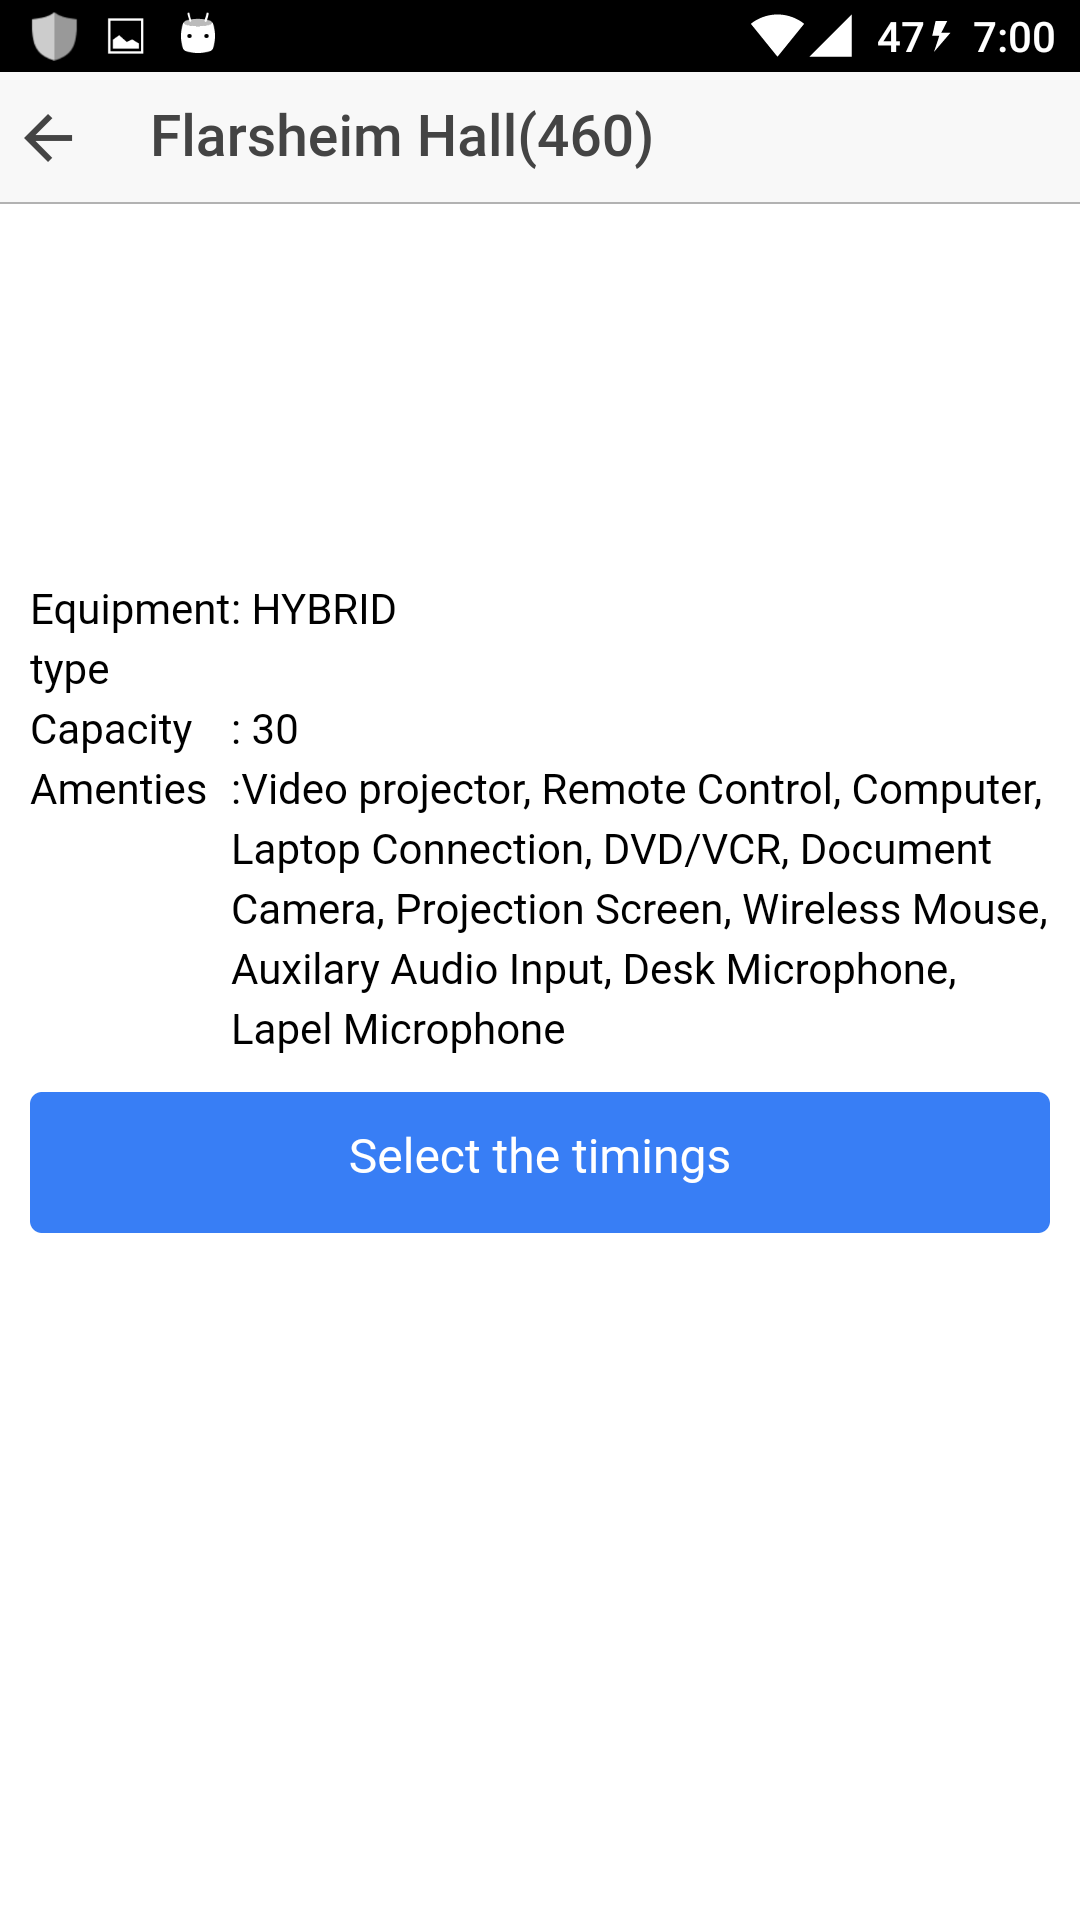 47 7:00
Flarsheim Hall(460)
Equipment: HYBRID
type
Capacity : 30
Amenties :Video projector, Remote Control, Computer,
Laptop Connection, DVD/VCR, Document
Camera, Projection Screen, Wireless Mouse,
Auxilary Audio Input, Desk Microphone,
Lapel Microphone
Select the timings